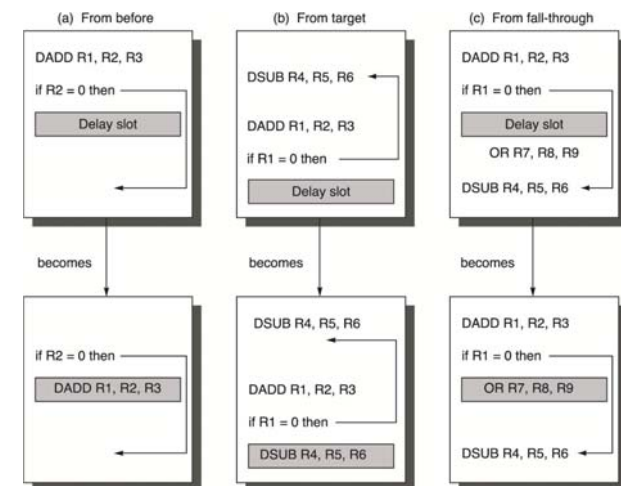 (a) From before
DADD R1, R2, R3
if R2 = 0 then
Delay slot
becomes
if R2 = 0 then
DADD R1, R2, R3
(b) From target
DSUB R4, R5, R6
DADD R1, R2, R3
if R1 = 0 then
Delay slot
becomes
DSUB R4, R5, R6
DADD R1, R2, R3
if R1 = 0 then
DSUB R4, R5, R6
(c) From fall-through
DADD R1, R2, R3
if R1 = 0 then
Delay slot
OR R7, R8, R9
DSUB R4, R5, R6
becomes
DADD R1, R2, R3
if R1 = 0 then
OR R7, R8, R9
DSUB R4, R5, R6